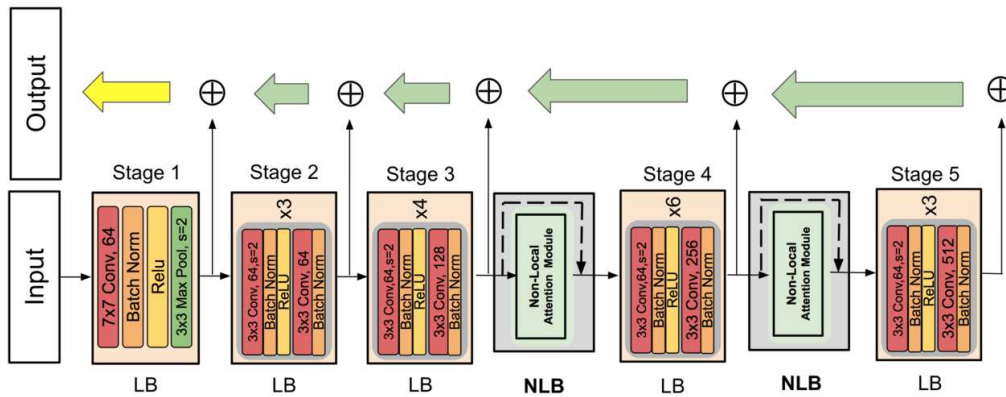 Output
Input
Stage 1
7x7 Conv, 64
Batch Norm
Relu
3x3 Max Pool, s=2
LB
Stage 2
x3
3x3 Conv,64,s=2
Batch Norm
ReLU
3x3 Conv, 64
Batch Norm
LB
Stage 3
x4
3x3 Conv,64,s=2
Batch Norm
ReLU
3x3 Conv, 128
Batch Norm
LB
Non-Local
Attention Module
NLB
Stage 4
x6
3x3 Conv,64,s=2
Batch Norm
ReLU
3x3 Conv, 256
Batch Norm
LB
Non-Local
Attention Module
NLB
Stage 5
x3
3x3 Conv,64,s=2
Batch Norm
ReLU
3x3 Conv, 512
Batch Norm
LB